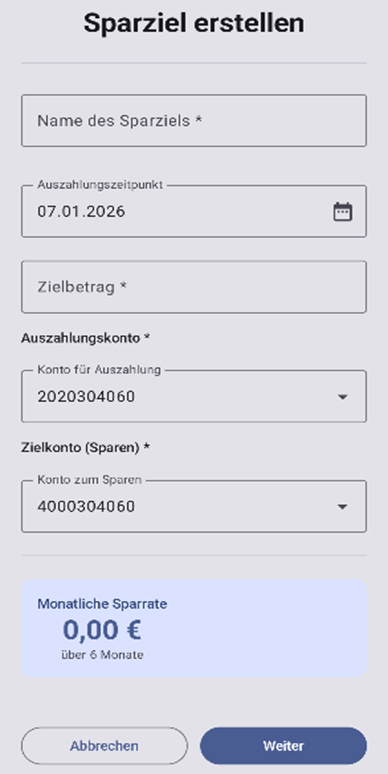 Sparziel erstellen
Name des Sparziels *
Auszahlungszeitpunkt
07.01.2026
Zielbetrag *
Auszahlungskonto *
Konto für Auszahlung
2020304060
Zielkonto (Sparen) *
Konto zum Sparen
4000304060
Monatliche Sparrate
0,00 €
über 6 Monate
Abbrechen
Weiter